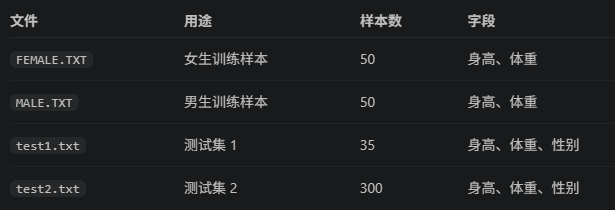 文件 用途 样本数 字段
FEMALE.TXT 女生训练样本 50 身高、体重
MALE.TXT 男生训练样本 50 身高、体重
test1.txt 测试集 1 35 身高、体重、性别
test2.txt 测试集 2 300 身高、体重、性别